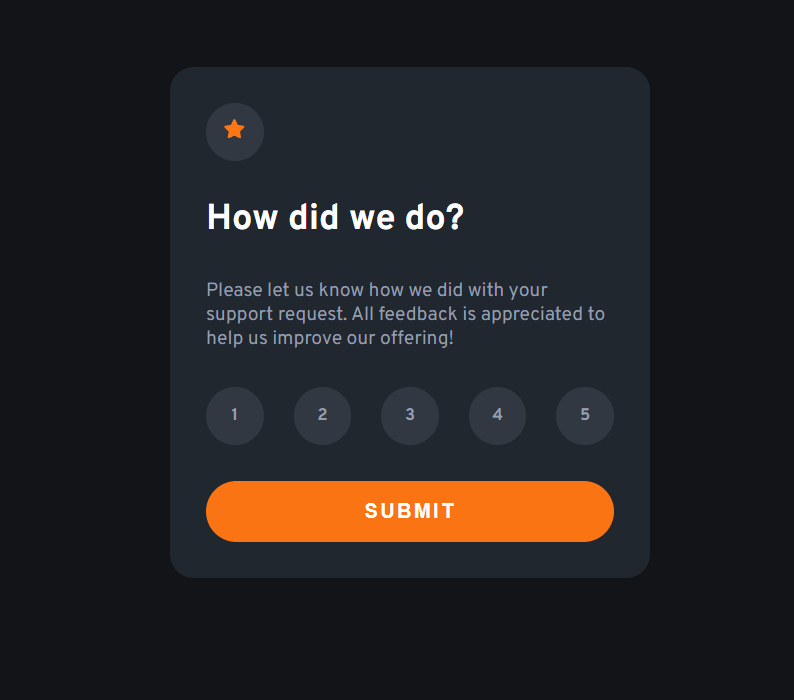 How did we do?
Please let us know how we did with your
support request. All feedback is appreciated to
help us improve our offering!
1 2 3 4 5
SUBMIT